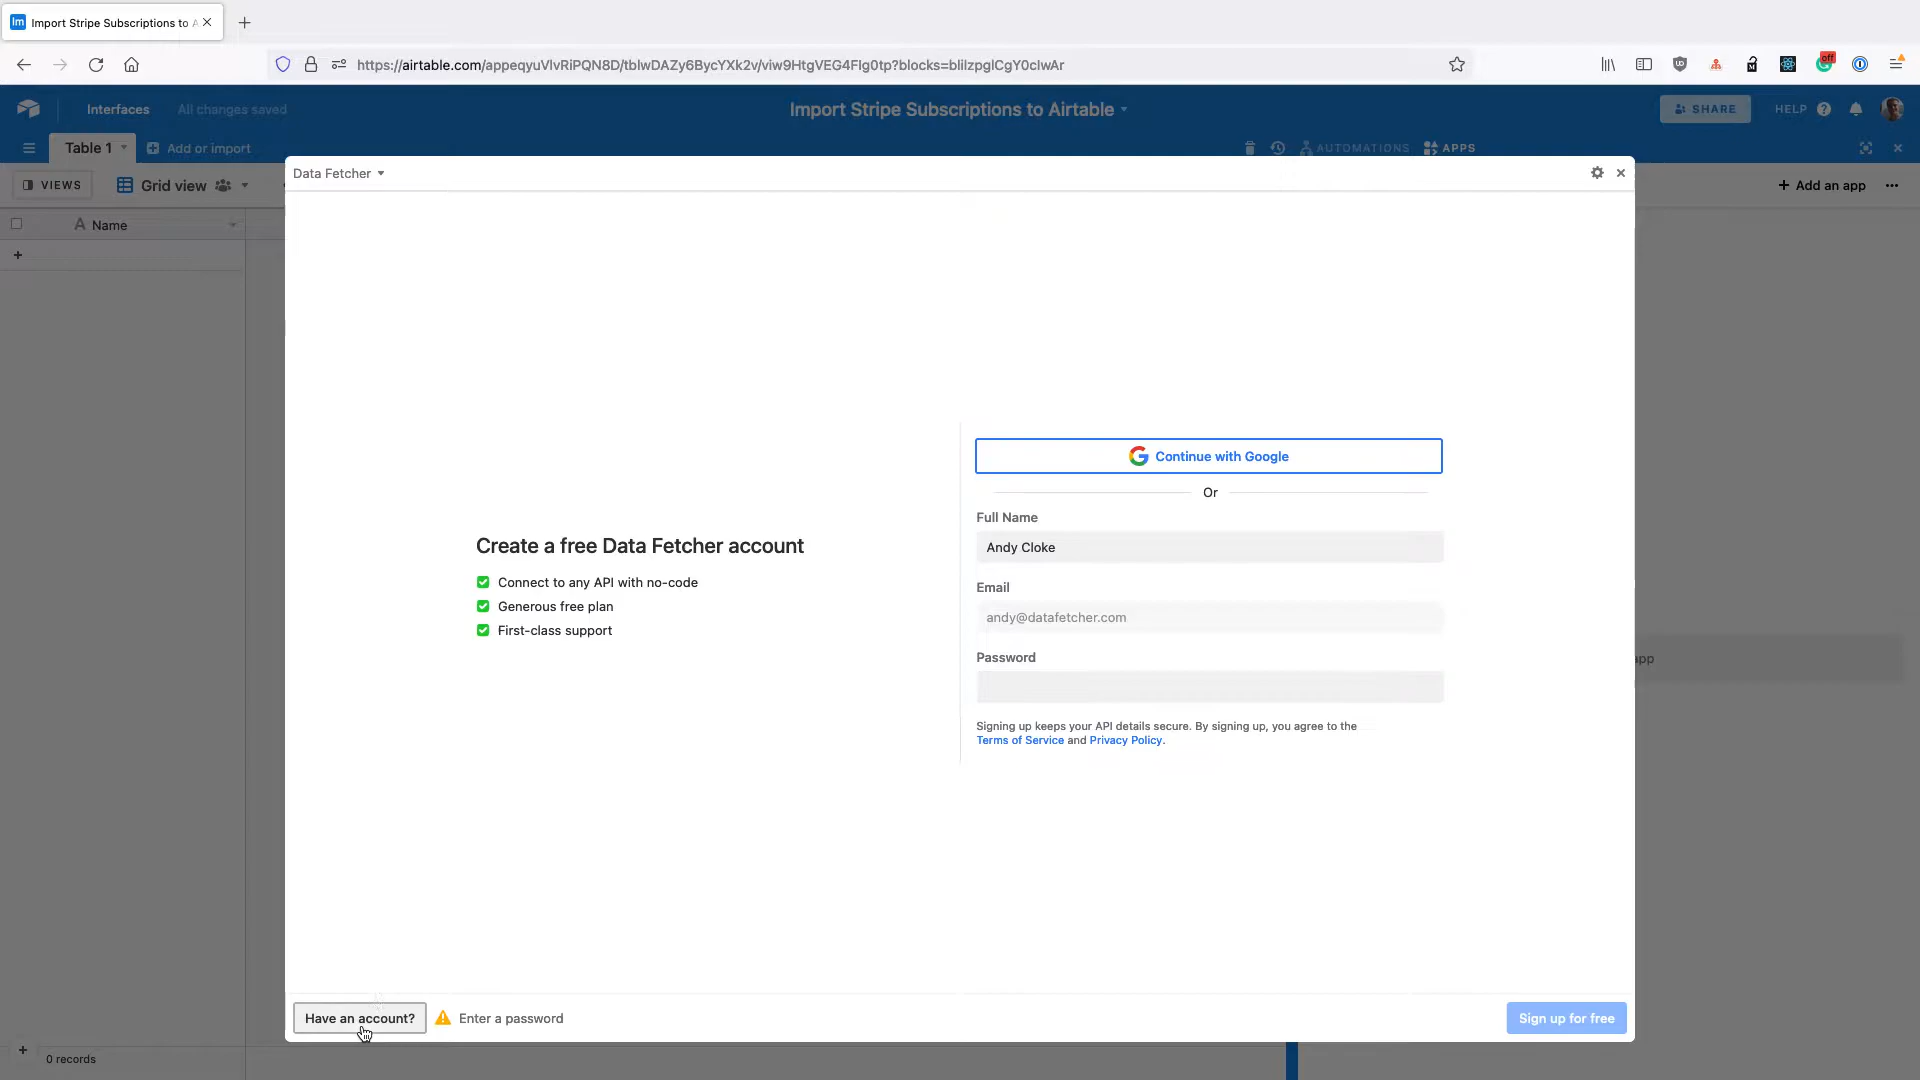 Import Stripe Subscriptions to A
https://airtable.com/appeqyuVlvRiPQN8D/tblwDAZy6BycYXk2v/viw9HtgVEG4FIg0tp?blocks=blilzpglCgY0clwAr
off
Interfaces
All changes saved
Import Stripe Subscriptions to Airtable
SHARE
HELP
Table 1
Add or import
AUTOMATIONS
APPS
VIEWS
Grid view
Data Fetcher
Add an app
Name
Continue with Google
Or
Full Name
Andy Cloke
Create a free Data Fetcher account
Connect to any API with no-code
Generous free plan
First-class support
Email
andy@datafetcher.com
Password
Signing up keeps your API details secure. By signing up, you agree to the
Terms of Service and Privacy Policy.
app
Have an account?
Enter a password
Sign up for free
0 records